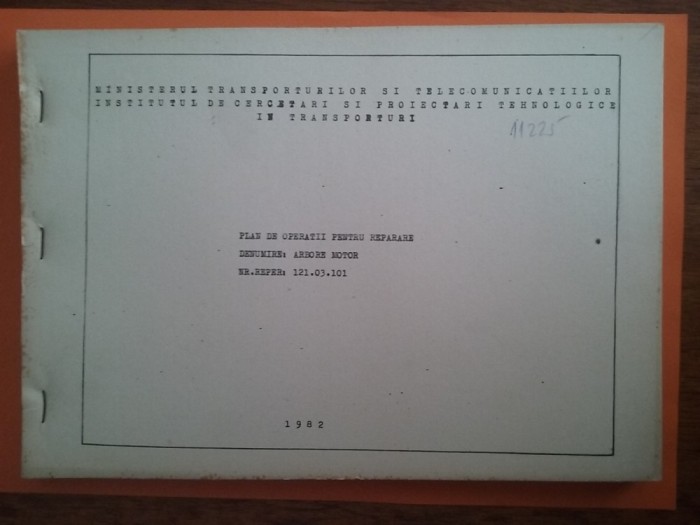 MINISTERUL TRANSPORTURILOR SI TELECOMUNICATIILOR
INSTITUTUL DE CERCETARI SI PROIECTARI TEHNOLOGICE
IN TRANSPORTURI
11225
PLAN DE OPERATII PENTRU REPARARE
DENUMIRE: ARBORE MOTOR
NR.REPER: 121.03.101
1982